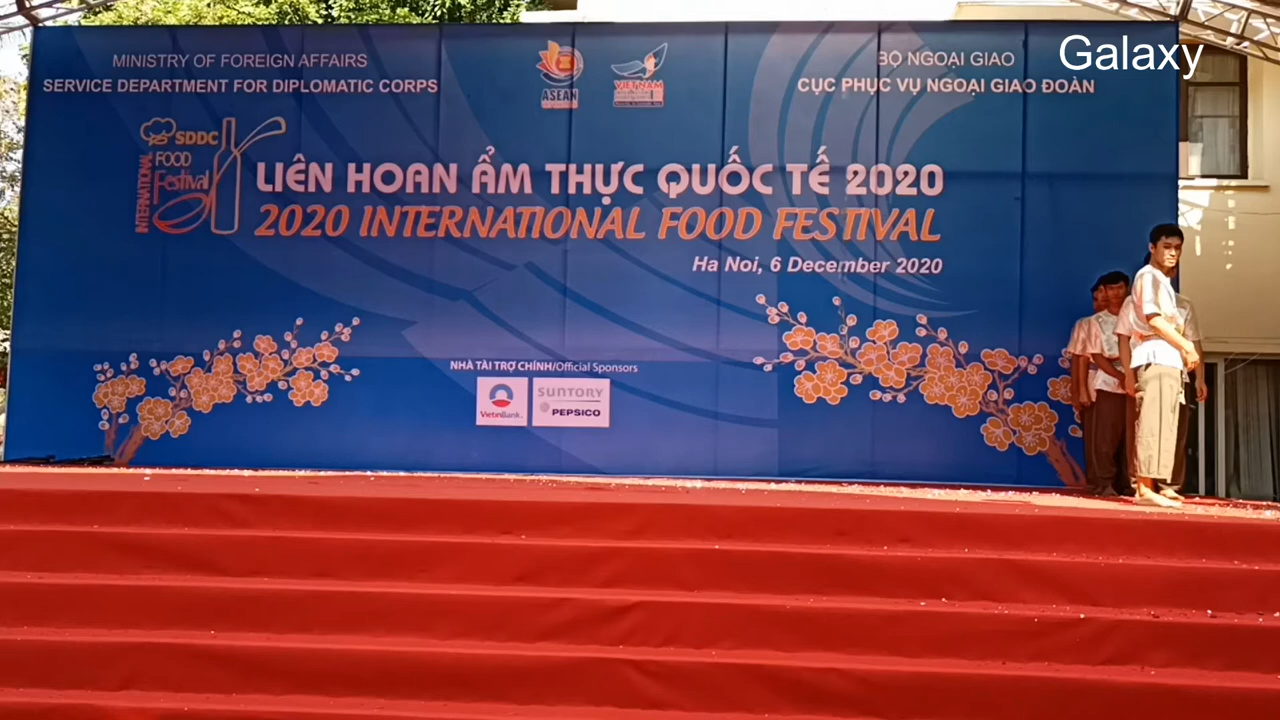 Galaxy
MINISTRY OF FOREIGN AFFAIRS
SERVICE DEPARTMENT FOR DIPLOMATIC CORPS
ASEAN
VIET NAM
BỘ NGOẠI GIAO
CỤC PHỤC VỤ NGOẠI GIAO ĐOÀN
SDDC
INTERNATIONAL
FOOD
Festival
LIÊN HOAN ẨM THỰC QUỐC TẾ 2020
2020 INTERNATIONAL FOOD FESTIVAL
Ha Noi, 6 December 2020
NHÀ TÀI TRỢ CHÍNH/Official Sponsors
VietinBank
SUNTORY
PEPSICO